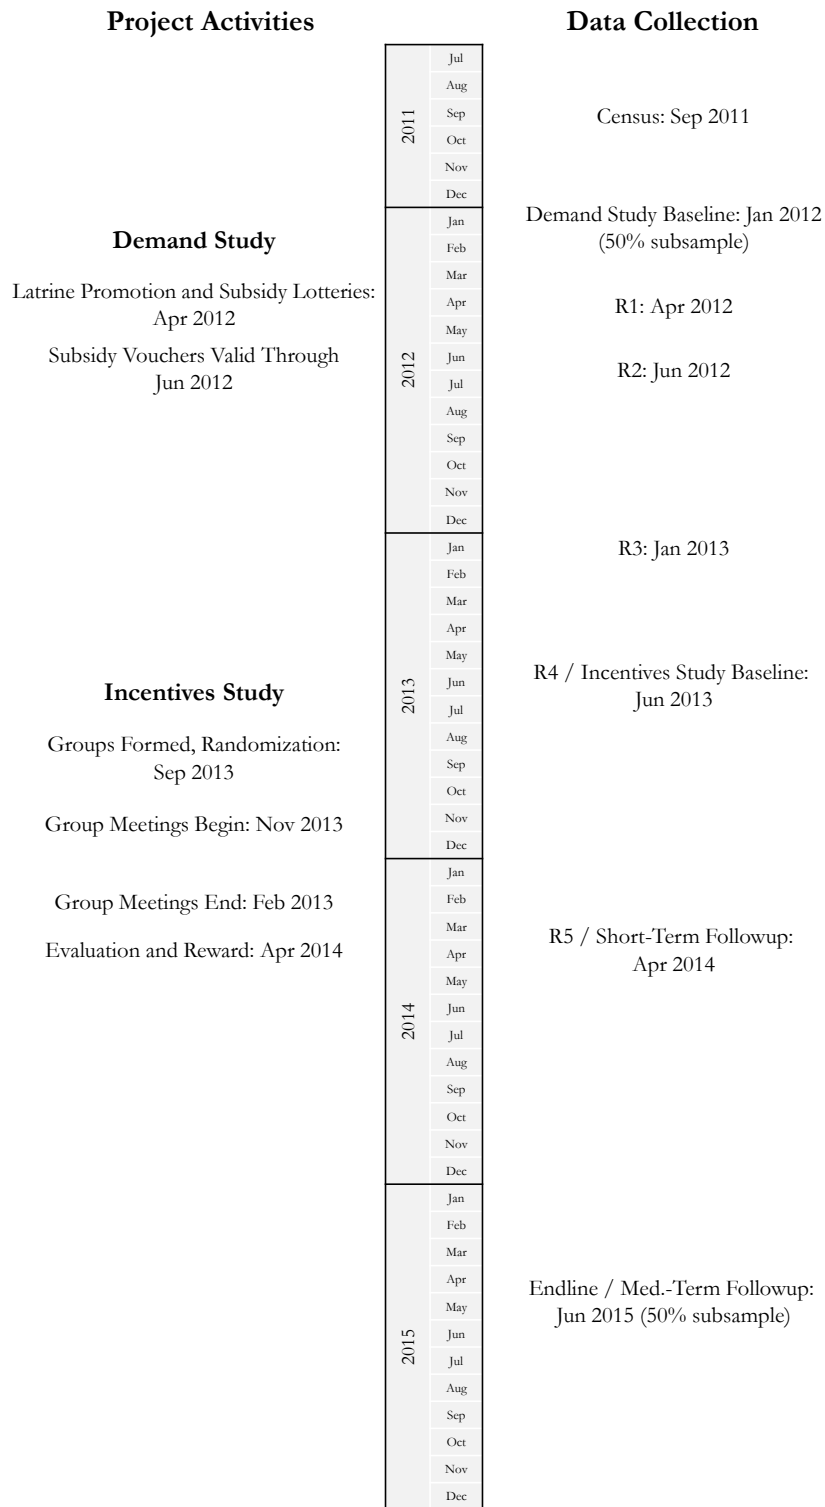 Project Activities
Data Collection
2011
Jul
Aug
Sep
Oct
Nov
Dec
Census: Sep 2011
Demand Study
Latrine Promotion and Subsidy Lotteries:
Apr 2012
Subsidy Vouchers Valid Through
Jun 2012
2012
Jan
Feb
Mar
Apr
May
Jun
Jul
Aug
Sep
Oct
Nov
Dec
Demand Study Baseline: Jan 2012
(50% subsample)
R1: Apr 2012
R2: Jun 2012
Incentives Study
Groups Formed, Randomization:
Sep 2013
Group Meetings Begin: Nov 2013
2013
Jan
Feb
Mar
Apr
May
Jun
Jul
Aug
Sep
Oct
Nov
Dec
R3: Jan 2013
R4 / Incentives Study Baseline:
Jun 2013
Group Meetings End: Feb 2013
Evaluation and Reward: Apr 2014
2014
Jan
Feb
Mar
Apr
May
Jun
Jul
Aug
Sep
Oct
Nov
Dec
R5 / Short-Term Followup:
Apr 2014
2015
Jan
Feb
Mar
Apr
May
Jun
Jul
Aug
Sep
Oct
Nov
Dec
Endline / Med.-Term Followup:
Jun 2015 (50% subsample)